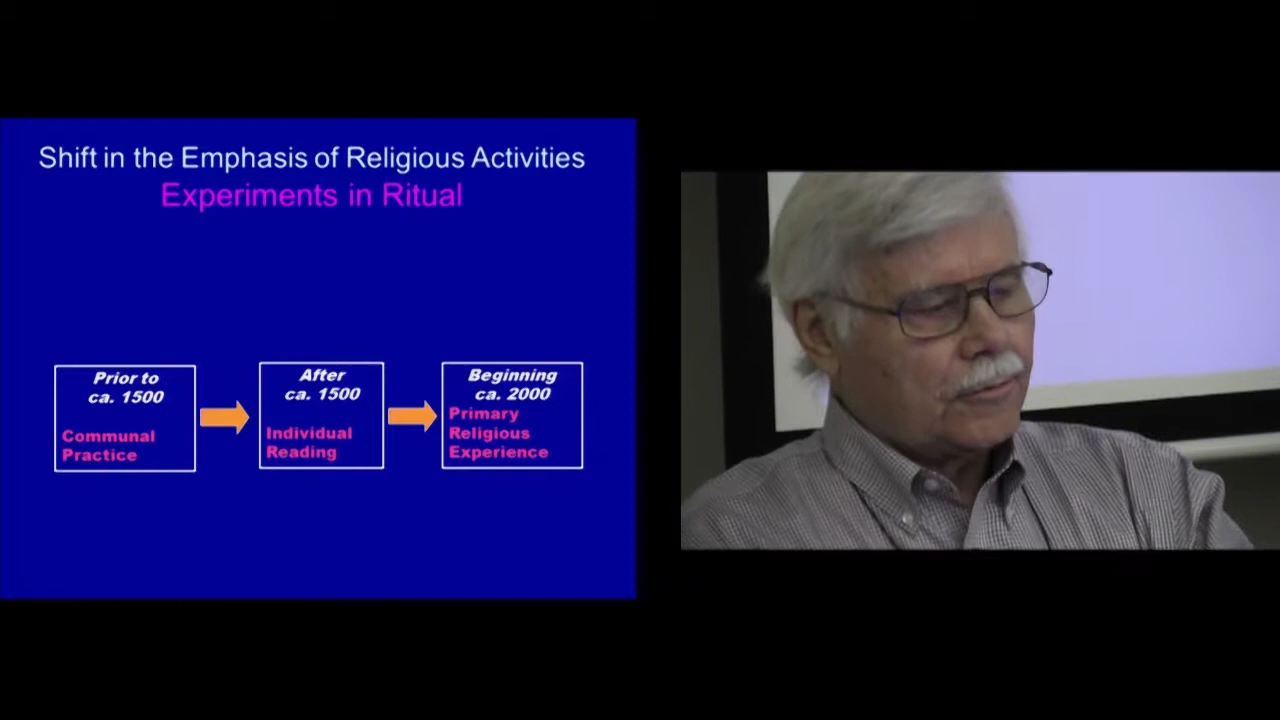 Shift in the Emphasis of Religious Activities
Experiments in Ritual
Prior to
ca. 1500
Communal
Practice
After
ca. 1500
Individual
Reading
Beginning
ca. 2000
Primary
Religious
Experience